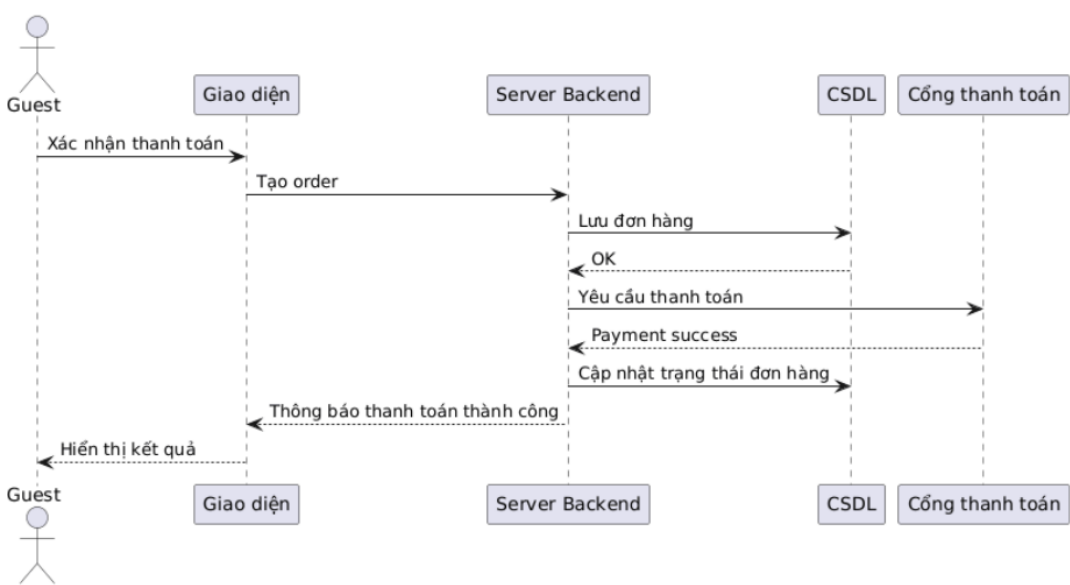 Guest
Giao diện
Server Backend
CSDL
Cổng thanh toán
Xác nhận thanh toán
Tạo order
Lưu đơn hàng
OK
Yêu cầu thanh toán
Payment success
Cập nhật trạng thái đơn hàng
Thông báo thanh toán thành công
Hiển thị kết quả
Guest
Giao diện
Server Backend
CSDL
Cổng thanh toán